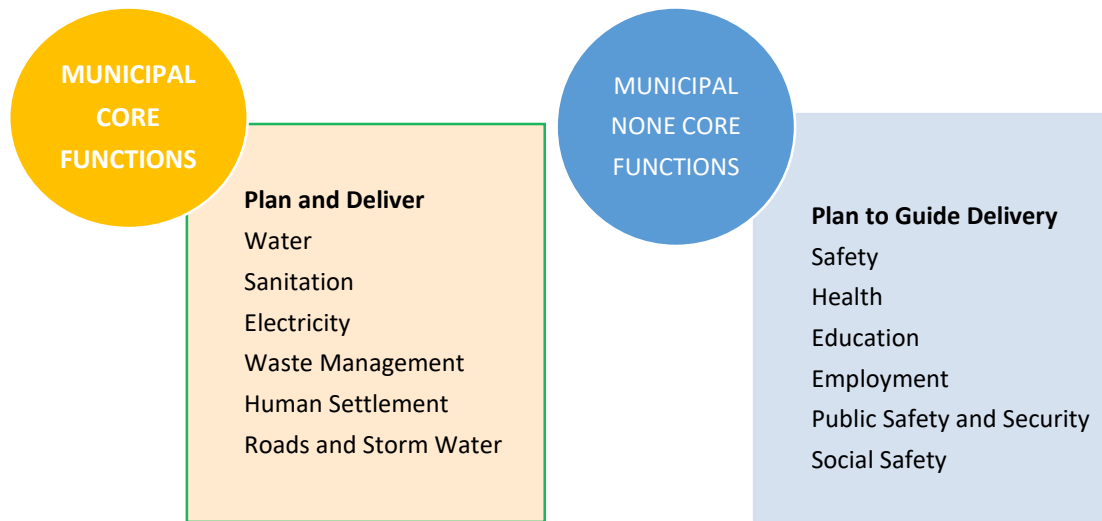 MUNICIPAL
CORE
FUNCTIONS
Plan and Deliver
Water
Sanitation
Electricity
Waste Management
Human Settlement
Roads and Storm Water
MUNICIPAL
NONE CORE
FUNCTIONS
Plan to Guide Delivery
Safety
Health
Education
Employment
Public Safety and Security
Social Safety